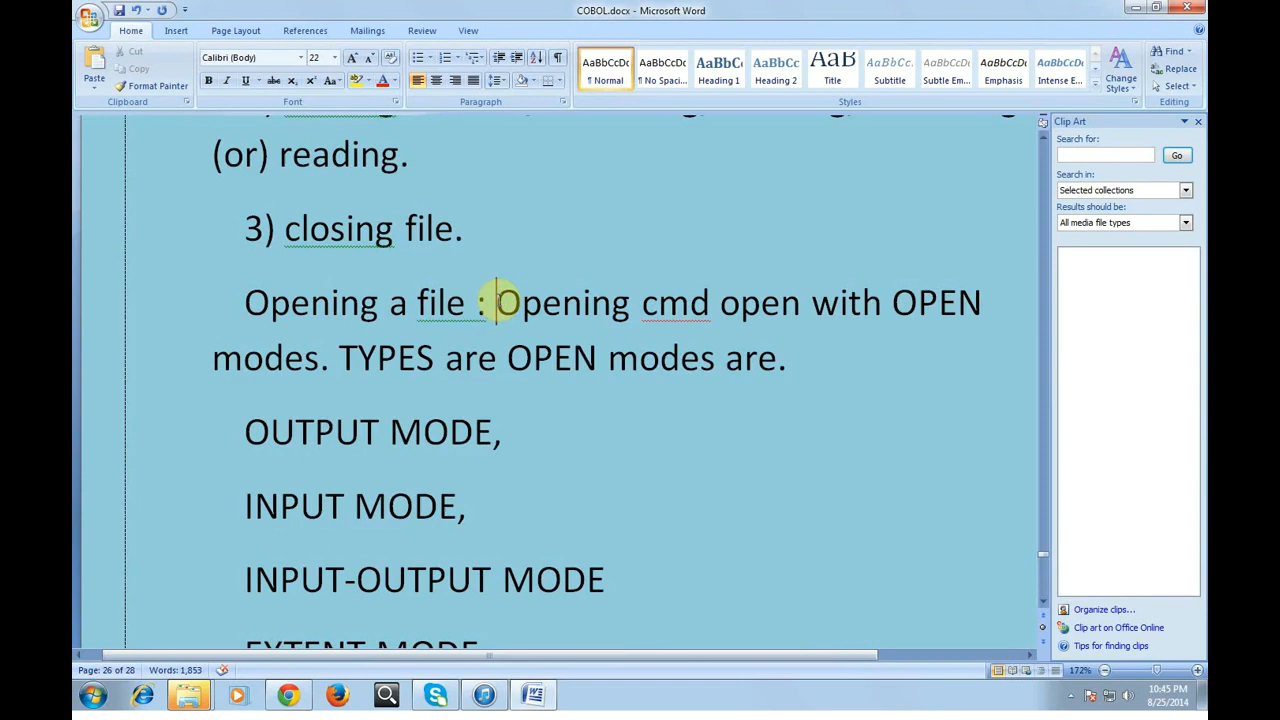 COBOL.docx - Microsoft Word
Home Insert Page Layout References Mailings Review View
Paste
Cut
Copy
Format Painter
Clipboard
Calibri (Body) 22
B I U abc
Font
Paragraph
AaBbCcDc AaBbCcDc AaBbC AaBbCc AaB AaBbCc. AaBbCcDc AaBbCcDc AaBbCcDc
¶ Normal ¶ No Spaci... Heading 1 Heading 2 Title Subtitle Subtle Em... Emphasis Intense E...
Styles
Change Styles
Find
Replace
Select
Editing
(or) reading.
3) closing file.
Opening a file : Opening cmd open with OPEN
modes. TYPES are OPEN modes are.
OUTPUT MODE,
INPUT MODE,
INPUT-OUTPUT MODE
EXTENT MODE
Clip Art
Search for:
Go
Search in:
Selected collections
Results should be:
All media file types
Organize clips...
Clip art on Office Online
Tips for finding clips
Page: 26 of 28 Words: 1,853 172%
10:45 PM
8/25/2014